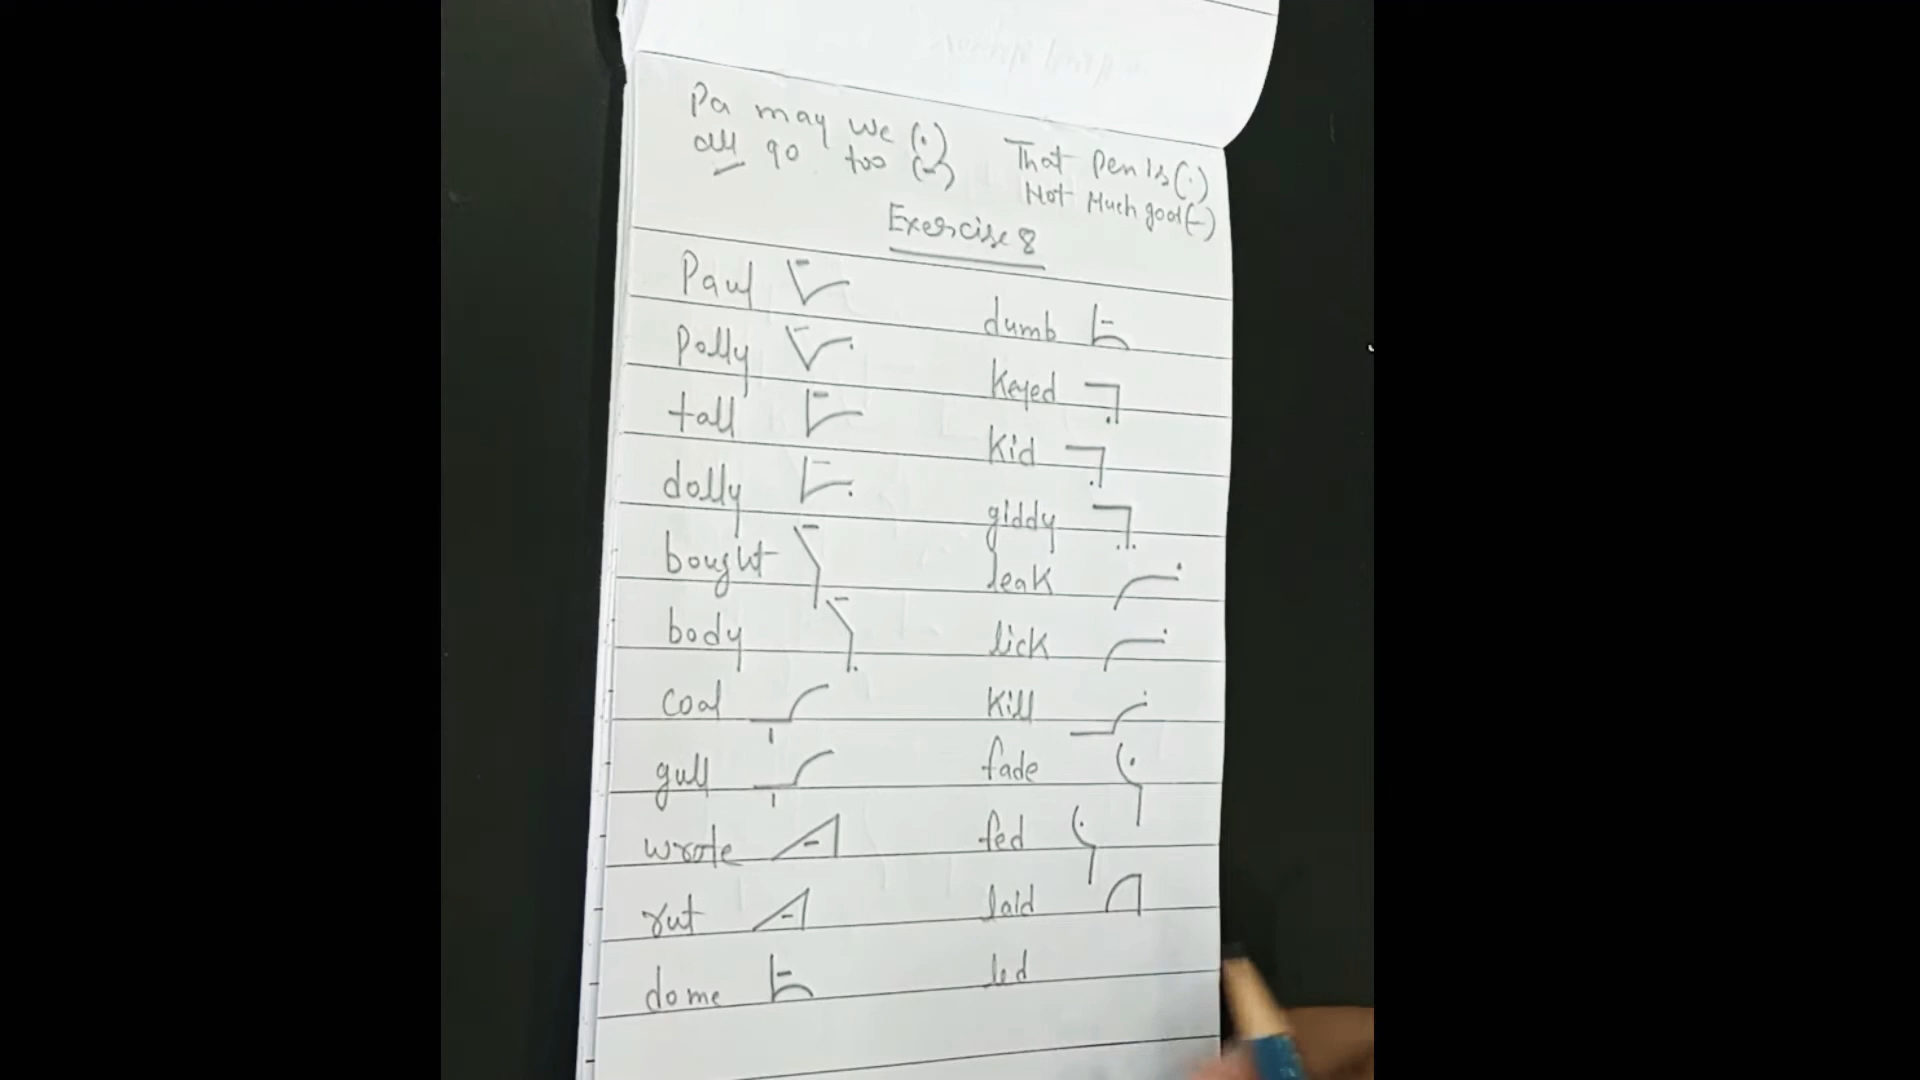 Pa may we (.)
all go too (-)
That Pen is (.)
Not Much good (-)
Exercise 8
Paul
Polly
tall
dolly
bought
body
coal
gull
wrote
rut
dome
dumb
Keyed
Kid
giddy
leak
lick
Kill
fade
fed
laid
led